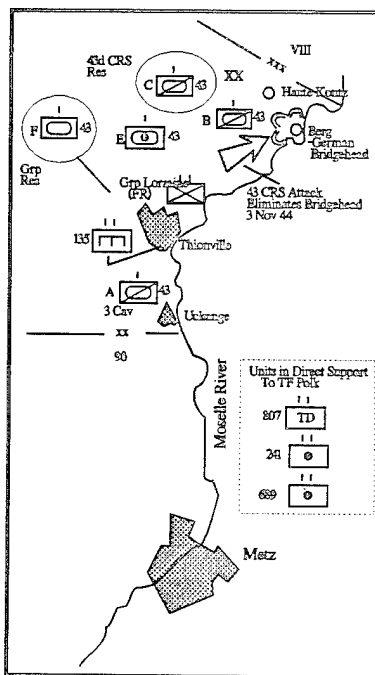 VIII
xxx
43d CRS
Res
C 43
XX
Haute-Kontz
F 43
E 43
B 43
Berg
German
Bridgehead
Grp
Res
Grp Lorraine
(FR)
43 CRS Attack
Eliminates Bridgehead
3 Nov 44
135
Thionville
A 43
3 Cav
Uckange
xx
90
Moselle River
Units in Direct Support
To TF Polk
807 TD
241
689
Metz